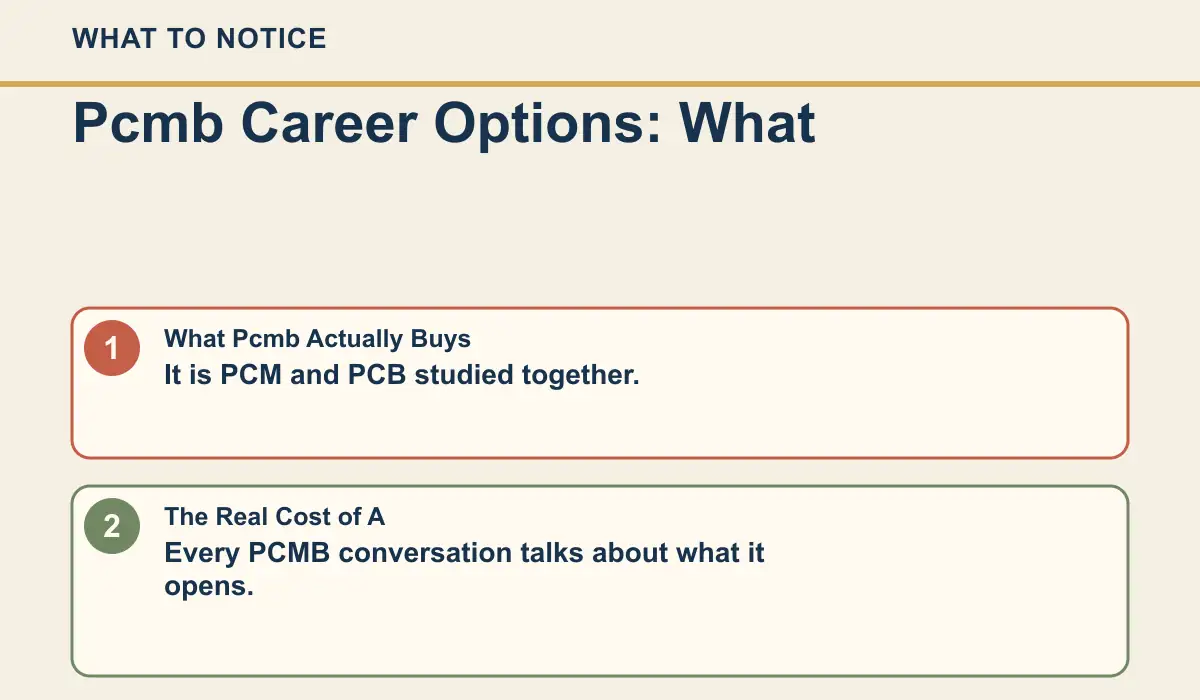 WHAT TO NOTICE
Pcmb Career Options: What
1
What Pcmb Actually Buys
It is PCM and PCB studied together.
2
The Real Cost of A
Every PCMB conversation talks about what it
opens.